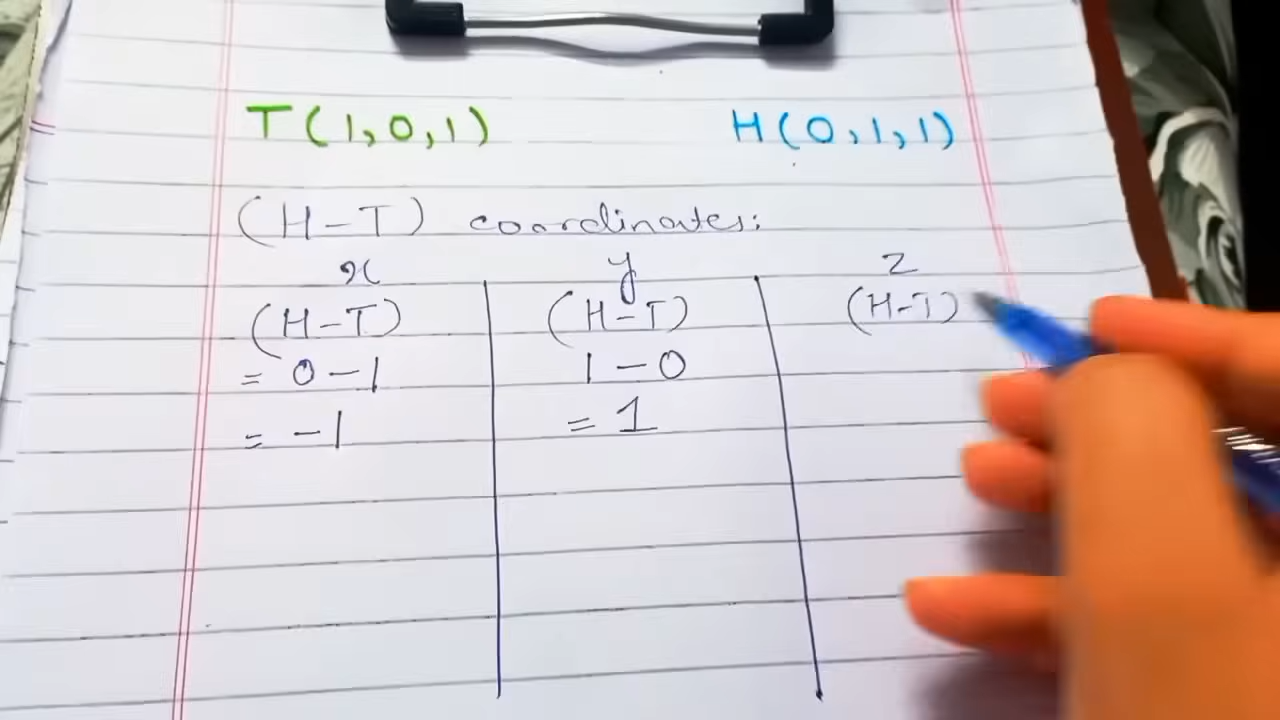 T(1,0,1) H(0,1,1)
(H-T) coordinates:
x y z
(H-T) (H-T) (H-T)
= 0-1 1-0
= -1 = 1